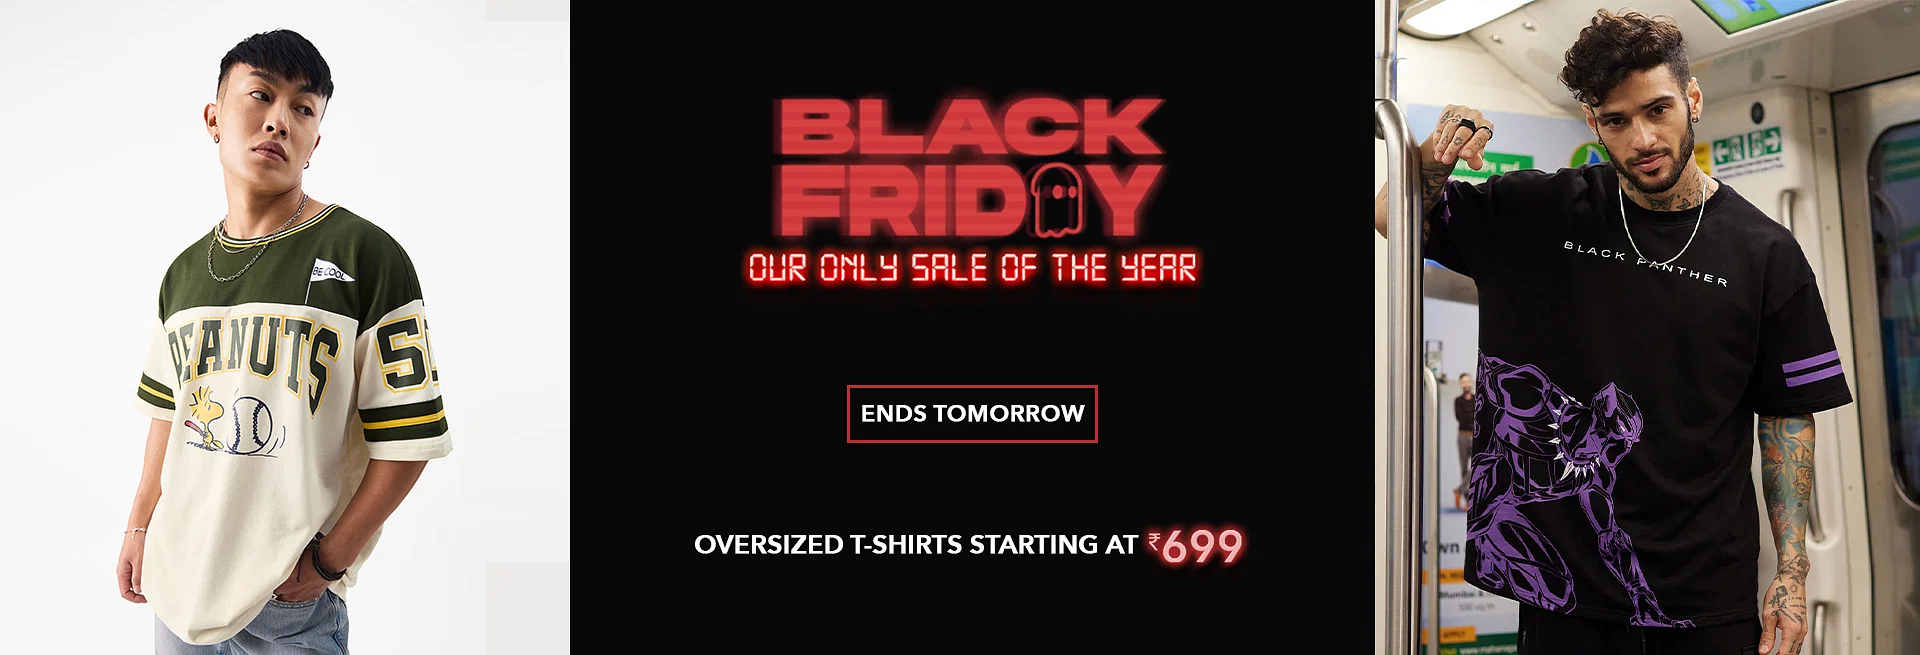 BE COOL
PEANUTS
BLACK
FRIDAY
OUR ONLY SALE OF THE YEAR
ENDS TOMORROW
OVERSIZED T-SHIRTS STARTING AT ₹699
BLACK PANTHER